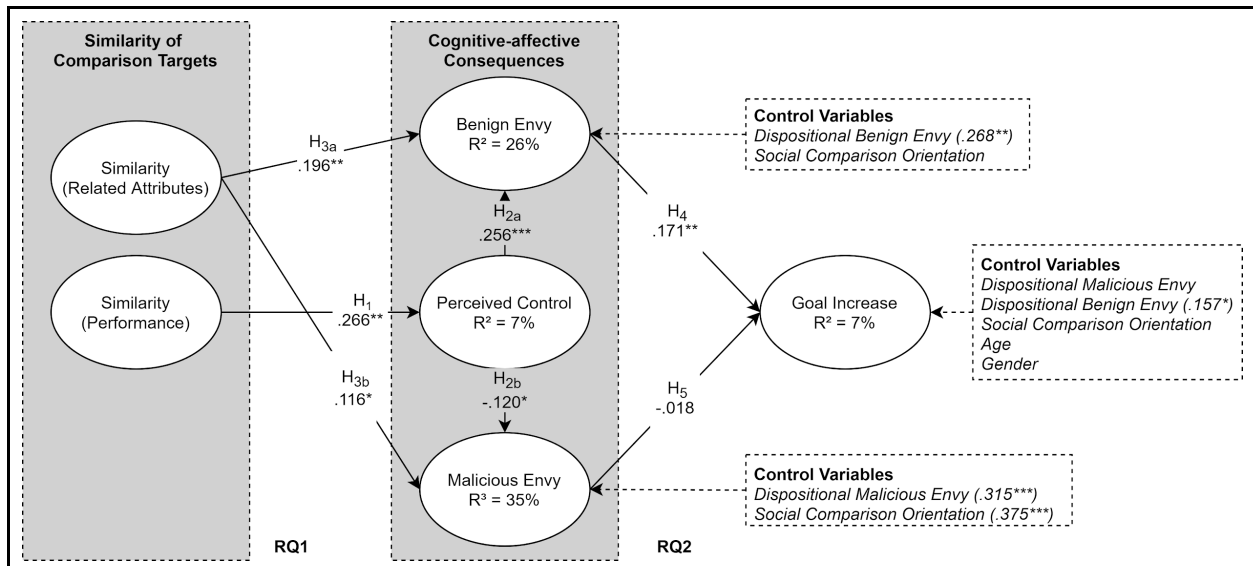 Similarity of
Comparison Targets
Cognitive-affective
Consequences
Similarity
(Related Attributes)
Similarity
(Performance)
H3a
.196**
H1
.266**
H3b
.116*
Benign Envy
R² = 26%
H2a
.256***
Perceived Control
R² = 7%
H2b
-.120*
Malicious Envy
R³ = 35%
H4
.171**
H5
-.018
Goal Increase
R² = 7%
Control Variables
Dispositional Benign Envy (.268**)
Social Comparison Orientation
Control Variables
Dispositional Malicious Envy
Dispositional Benign Envy (.157*)
Social Comparison Orientation
Age
Gender
Control Variables
Dispositional Malicious Envy (.315***)
Social Comparison Orientation (.375***)
RQ1
RQ2